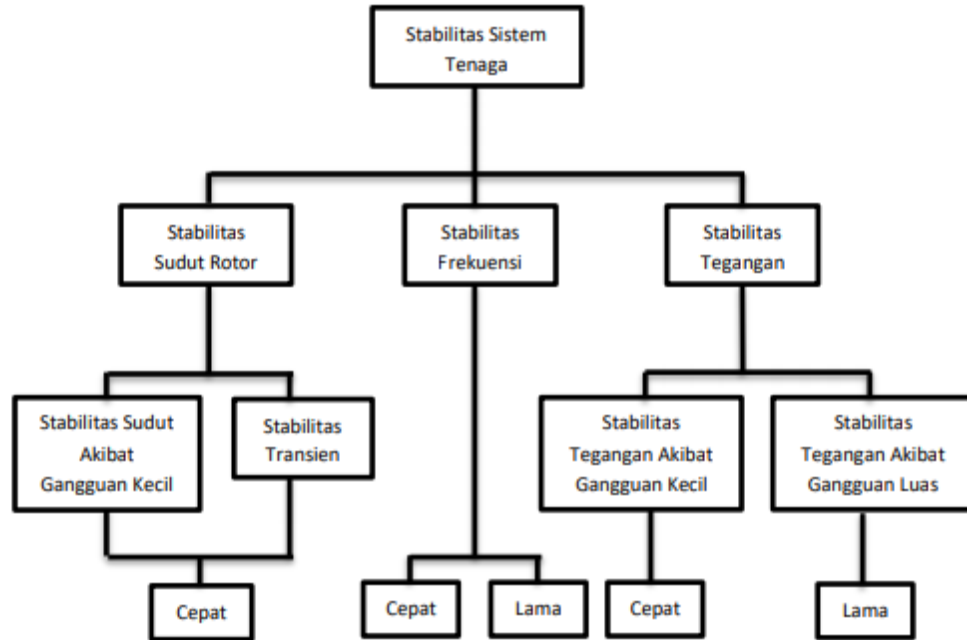 Stabilitas Sistem
Tenaga
Stabilitas
Sudut Rotor
Stabilitas
Frekuensi
Stabilitas
Tegangan
Stabilitas Sudut
Akibat
Gangguan Kecil
Stabilitas
Transien
Stabilitas
Tegangan Akibat
Gangguan Kecil
Stabilitas
Tegangan Akibat
Gangguan Luas
Cepat
Cepat
Lama
Cepat
Lama